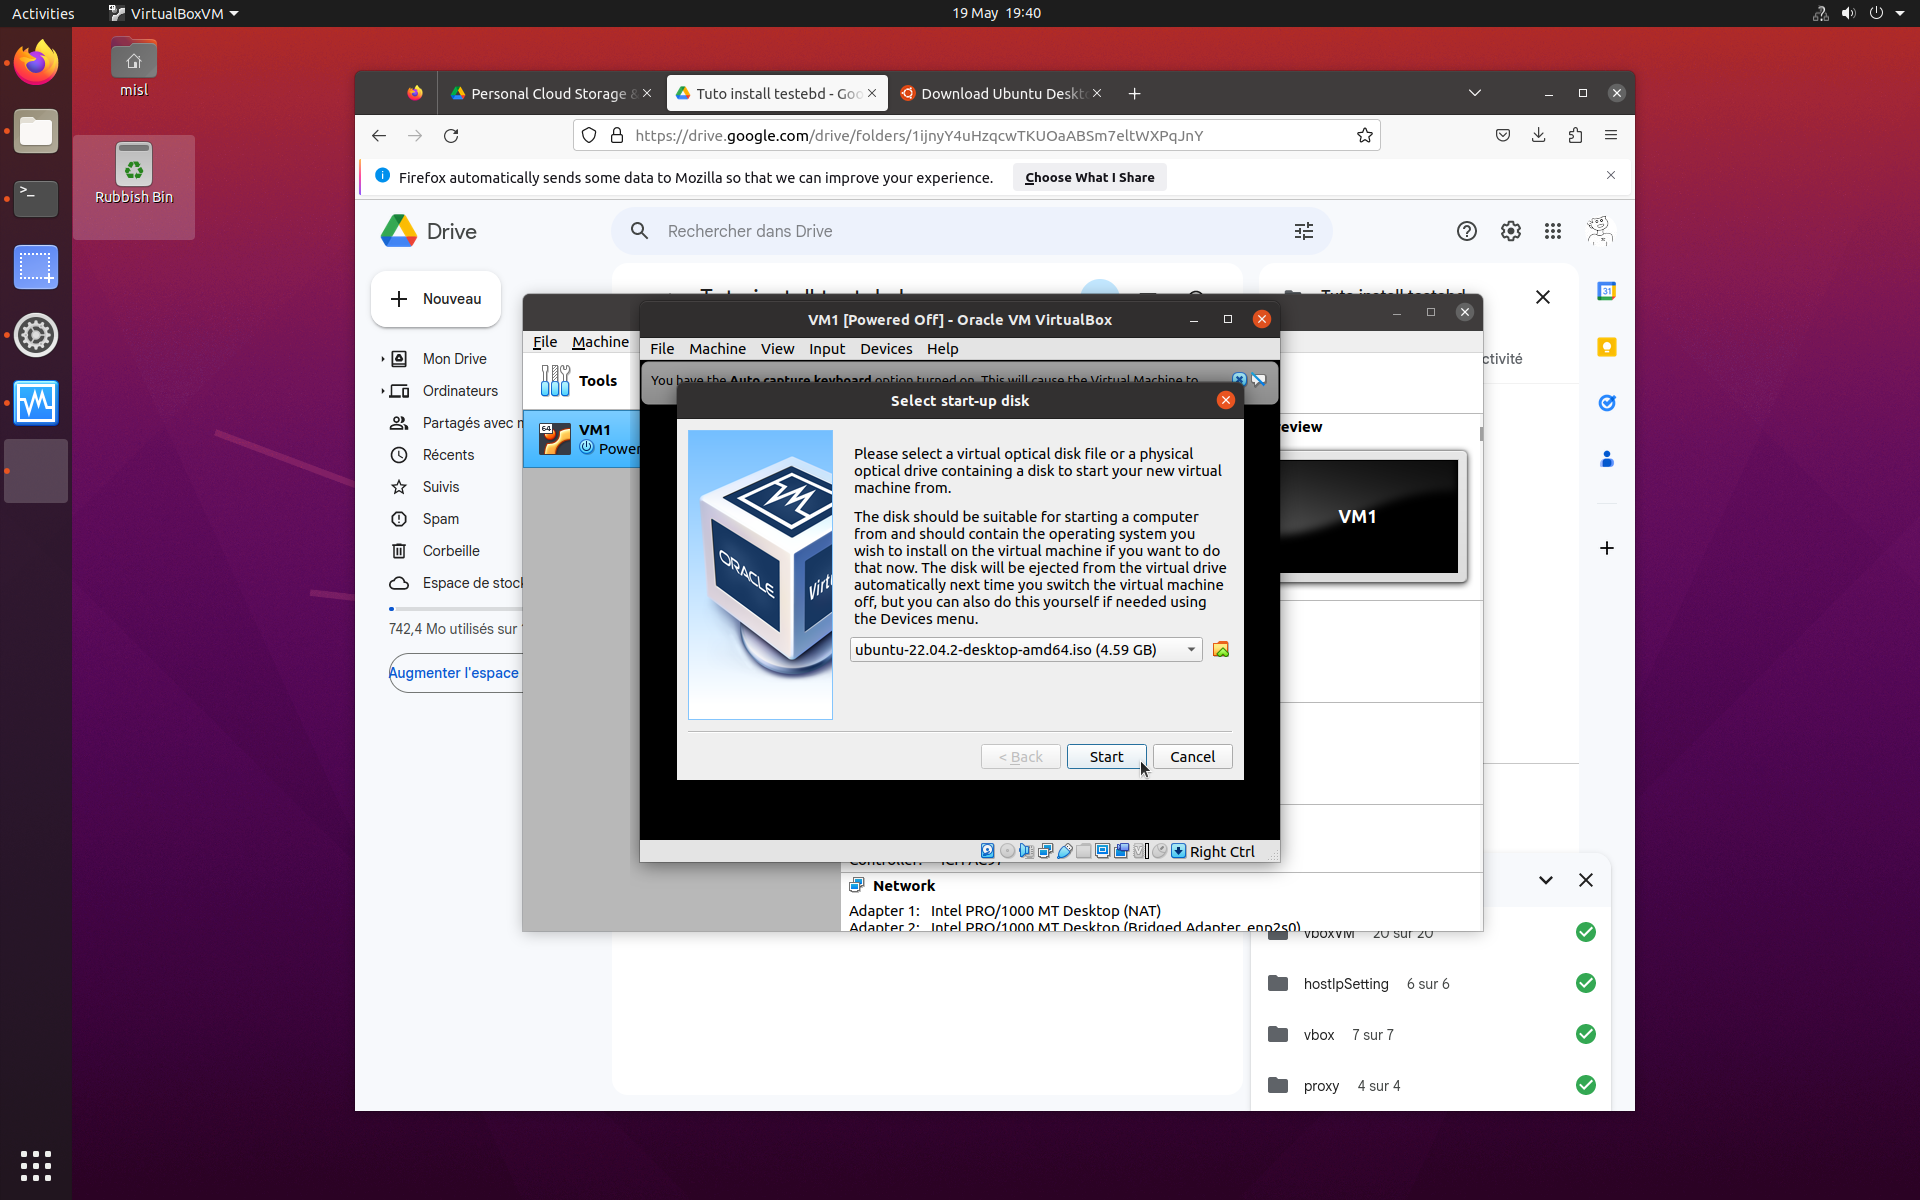 Activities
VirtualBoxVM
19 May 19:40
misl
Rubbish Bin
Personal Cloud Storage &
Tuto install testebd - Goo
Download Ubuntu Deskt
https://drive.google.com/drive/folders/1ijnyY4uHzqcwTKUOaABSm7eltWXPqJnY
Firefox automatically sends some data to Mozilla so that we can improve your experience.
Choose What I Share
Drive
Rechercher dans Drive
Nouveau
Mon Drive
Ordinateurs
Partagés avec m
Récents
Suivis
Spam
Corbeille
Espace de stock
742,4 Mo utilisés sur
Augmenter l'espace
31
ctivité
File Machine
Tools
64
VM1
Power
eview
VM1
VM1 [Powered Off] - Oracle VM VirtualBox
File Machine View Input Devices Help
You have the Auto capture keyboard option turned on. This will cause the Virtual Machine to
Select start-up disk
ORACLE
Virtu
Please select a virtual optical disk file or a physical
optical drive containing a disk to start your new virtual
machine from.
The disk should be suitable for starting a computer
from and should contain the operating system you
wish to install on the virtual machine if you want to do
that now. The disk will be ejected from the virtual drive
automatically next time you switch the virtual machine
off, but you can also do this yourself if needed using
the Devices menu.
ubuntu-22.04.2-desktop-amd64.iso (4.59 GB)
< Back
Start
Cancel
Right Ctrl
Controller: ICH AC97
Network
Adapter 1: Intel PRO/1000 MT Desktop (NAT)
Adapter 2: Intel PRO/1000 MT Desktop (Bridged Adapter, enp2s0)
vboxVM 20 sur 20
hostIpSetting 6 sur 6
vbox 7 sur 7
proxy 4 sur 4